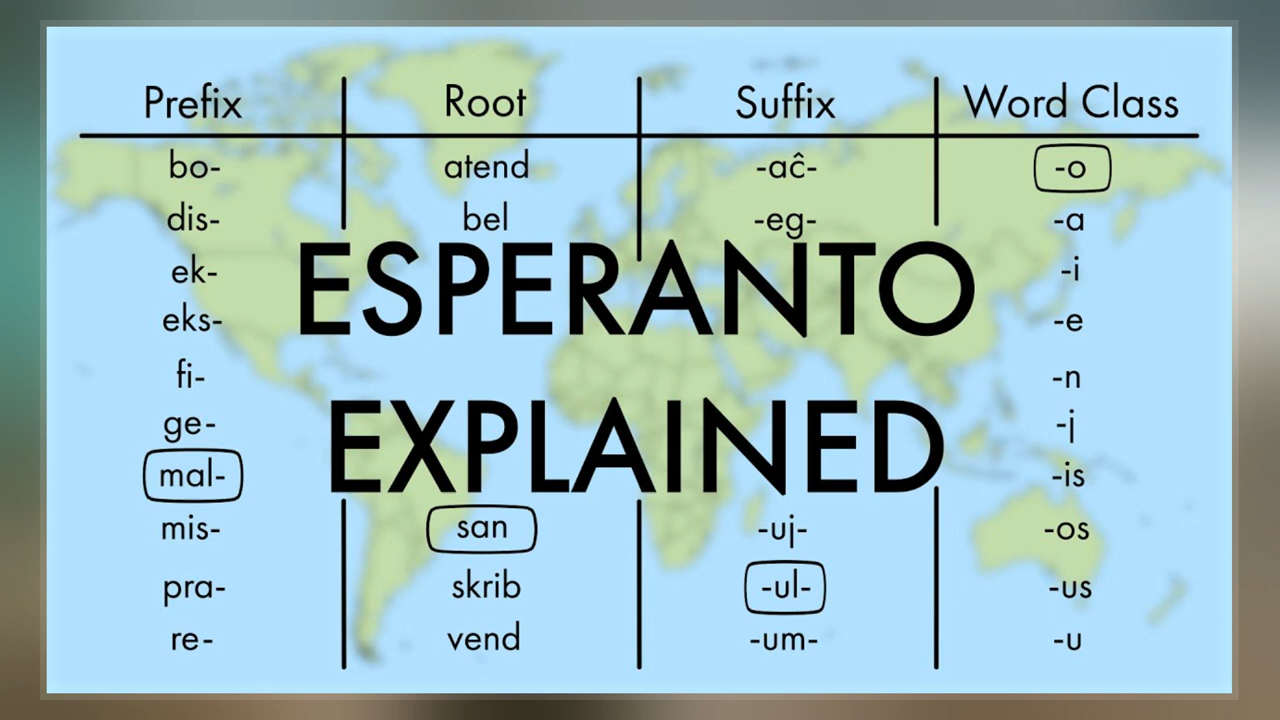 Prefix Root Suffix Word Class
bo- atend -aĉ- -o
dis- bel -eg- -a
ek- -i
ESPERANTO
eks- -e
fi- -n
ge- -j
EXPLAINED
mal- -is
mis- san -uj- -os
pra- skrib -ul- -us
re- vend -um- -u